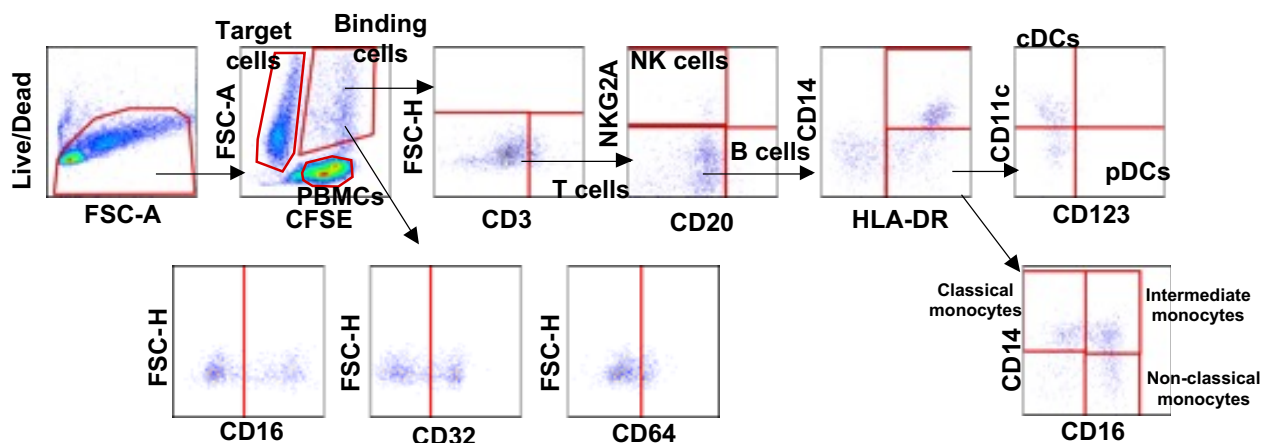 Target
cells
Binding
cells
cDCs
Live/Dead
FSC-A
FSC-H
NKG2A
NK cells
CD14
CD11c
B cells
T cells
PBMCs
pDCs
FSC-A
CFSE
CD3
CD20
HLA-DR
CD123
FSC-H
FSC-H
FSC-H
CD16
CD32
CD64
Classical
monocytes
Intermediate
monocytes
CD14
Non-classical
monocytes
CD16